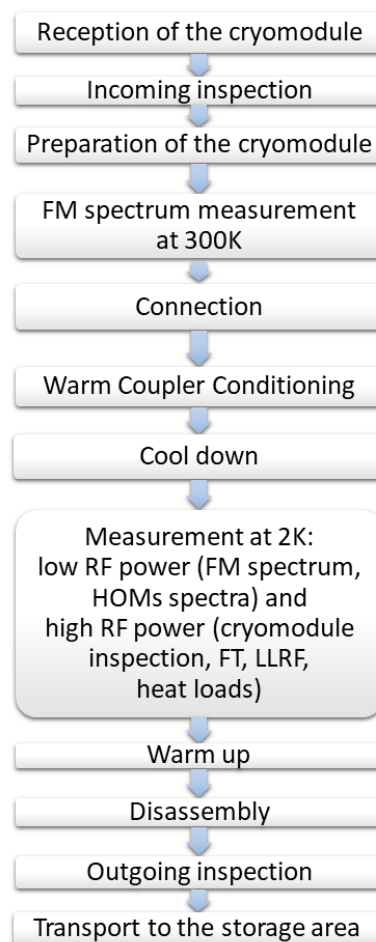 Reception of the cryomodule
Incoming inspection
Preparation of the cryomodule
FM spectrum measurement
at 300K
Connection
Warm Coupler Conditioning
Cool down
Measurement at 2K:
low RF power (FM spectrum,
HOMs spectra) and
high RF power (cryomodule
inspection, FT, LLRF,
heat loads)
Warm up
Disassembly
Outgoing inspection
Transport to the storage area